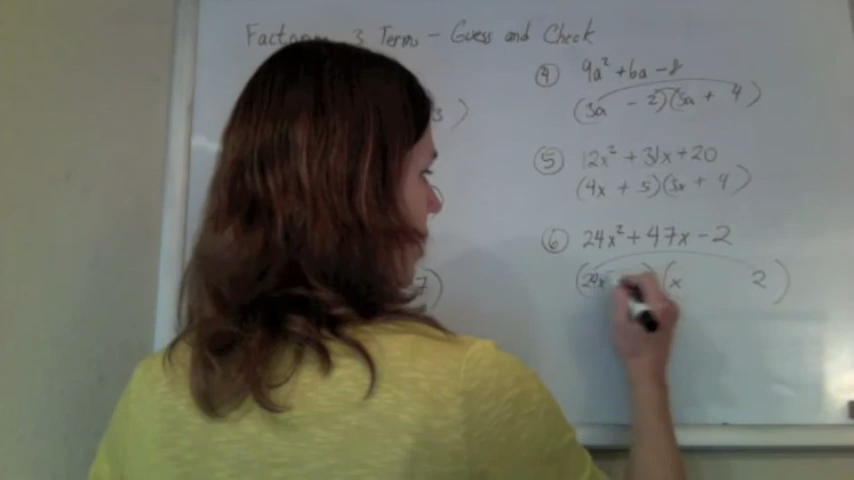 3 Terms - Guess and Check
④ 9a² + 6a - 8
(3a - 2)(3a + 4)
3)
⑤ 12x² + 31x + 20
(4x + 5)(3x + 4)
⑥ 24x² + 47x - 2
(24x )(x 2)
7)